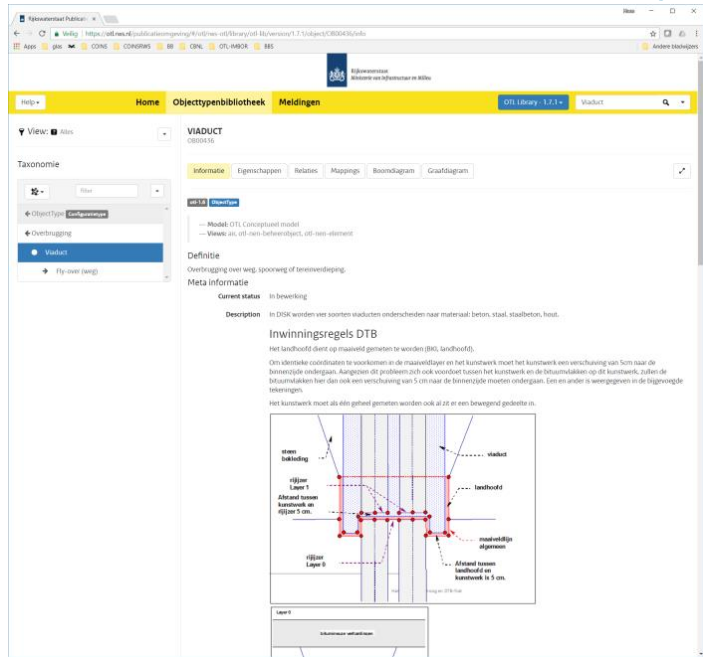 Rijkswaterstaat Publicati
Veilig | https://otl.nes.nl/publicatieomgeving/#/otl/nes-otl/library/otl-lib/version/1.7.1/object/OB00436/info
Apps glas COINS COINSRWS BB CBNL OTL-IMBOR BBS Andere bladwijzers
Rijkswaterstaat
Ministerie van Infrastructuur en Milieu
Help Home Objecttypenbibliotheek Meldingen OTL Library - 1.7.1 Viaduct
View: Alles
VIADUCT
OB00436
Taxonomie
Informatie Eigenschappen Relaties Mappings Boomdiagram Graafdiagram
Filter
ObjectType Configuratietype
Overbrugging
Viaduct
Fly-over (weg)
otl-1.6 ObjectType
— Model: OTL Conceptueel model
— Views: ao, otl-nen-beheerobject, otl-nen-element
Definitie
Overbrugging over weg, spoorweg of terreinverdieping.
Meta informatie
Current status In bewerking
Description In DISK worden vier soorten viaducten onderscheiden naar materiaal: beton, staal, staalbeton, hout.
Inwinningsregels DTB
Het landhoofd dient op maaiveld gemeten te worden (BKI, landhoofd).
Om identieke coördinaten te voorkomen in de maaiveldlayer en het kunstwerk moet het kunstwerk een verschuiving van 5cm naar de
binnenzijde ondergaan. Aangezien dit probleem zich ook voordoet tussen het kunstwerk en de bituumvlakken op dit kunstwerk, zullen de
bituumvlakken hier dan ook een verschuiving van 5 cm naar de binnenzijde moeten ondergaan. Een en ander is weergegeven in de bijgevoegde
tekeningen.
Het kunstwerk moet als één geheel gemeten worden ook al zit er een bewegend gedeelte in.
steen
bekleding
viaduct
rijijzer
Layer 1
landhoofd
Afstand tussen
kunstwerk en
rijijzer 5 cm.
maaiveldlijn
algemeen
rijijzer
Layer 0
Afstand tussen
landhoofd en
kunstwerk is 5 cm.
Layer 0